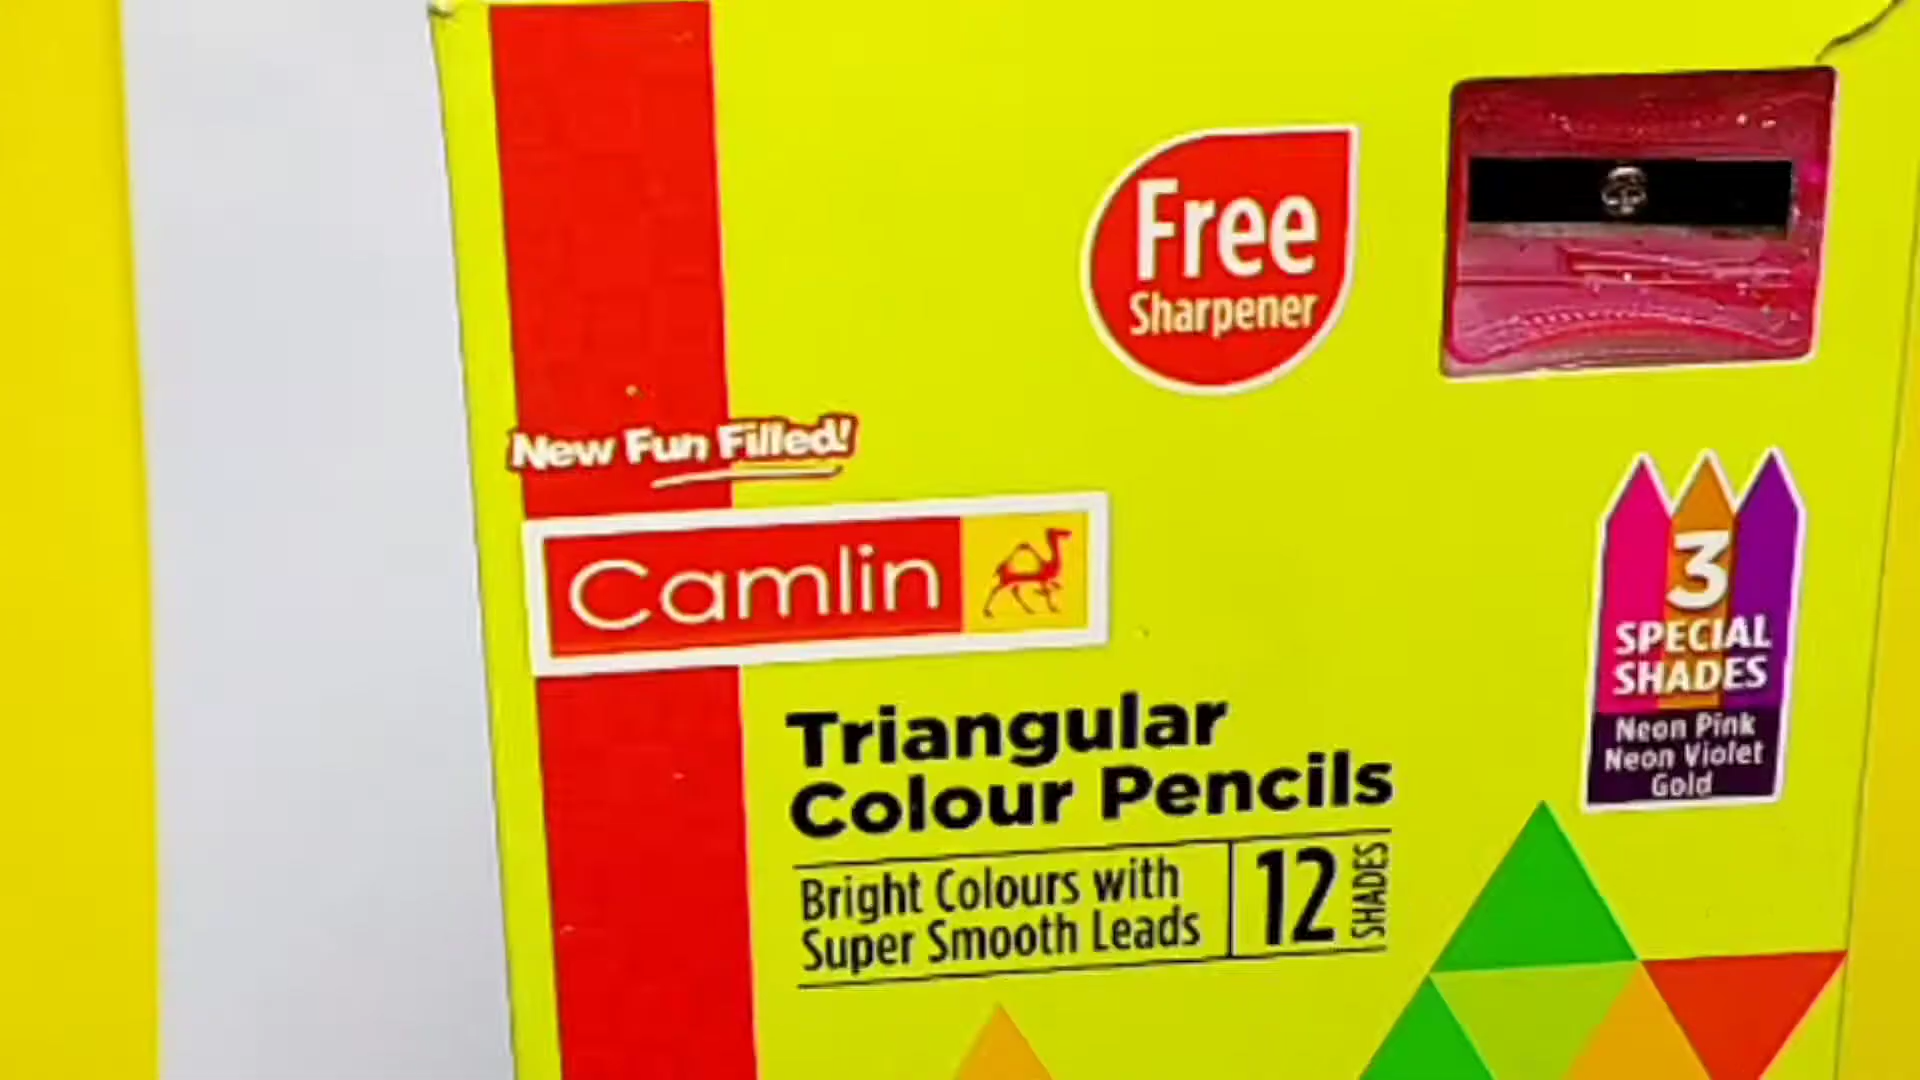 Free
Sharpener
New Fun Filled!
Camlin
3
SPECIAL
SHADES
Neon Pink
Neon Violet
Gold
Triangular
Colour Pencils
Bright Colours with
Super Smooth Leads
12
SHADES